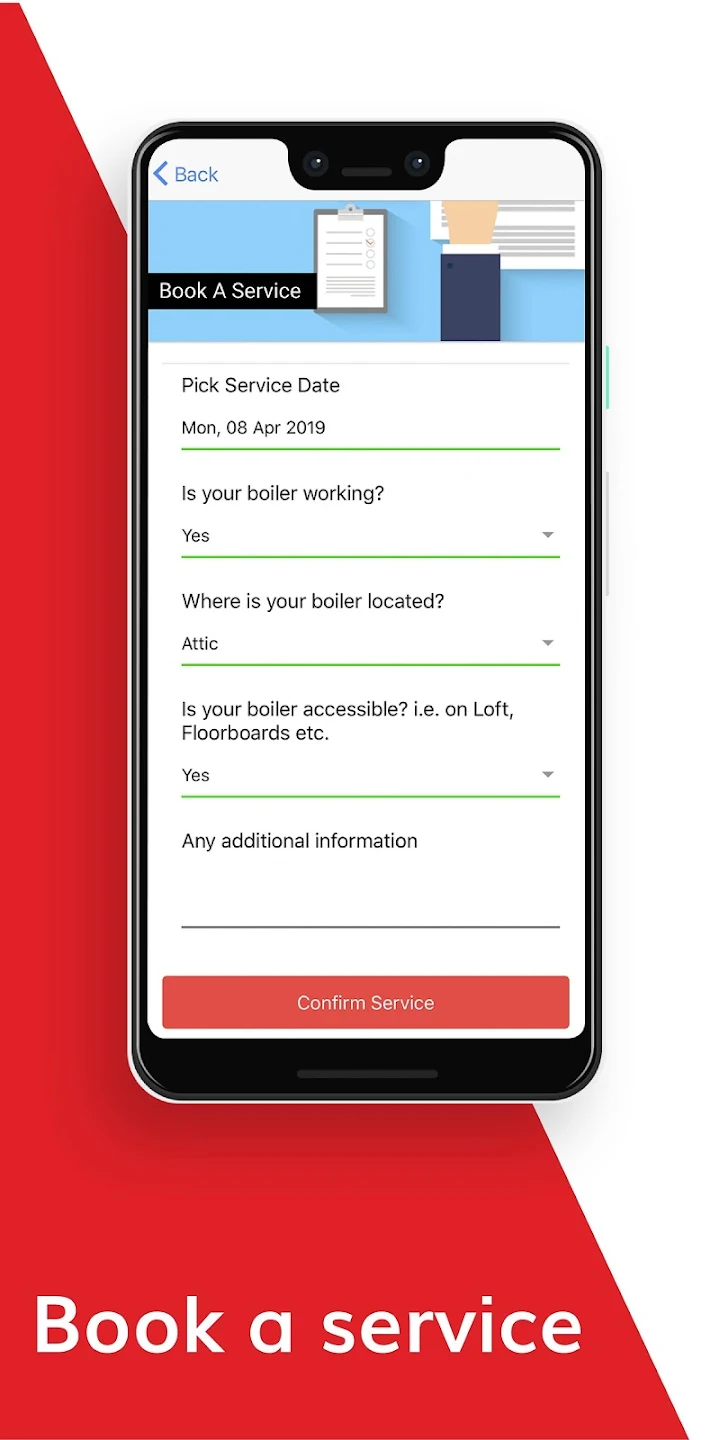 Back
Book A Service
Pick Service Date
Mon, 08 Apr 2019
Is your boiler working?
Yes
Where is your boiler located?
Attic
Is your boiler accessible? i.e. on Loft,
Floorboards etc.
Yes
Any additional information
Confirm Service
Book a service